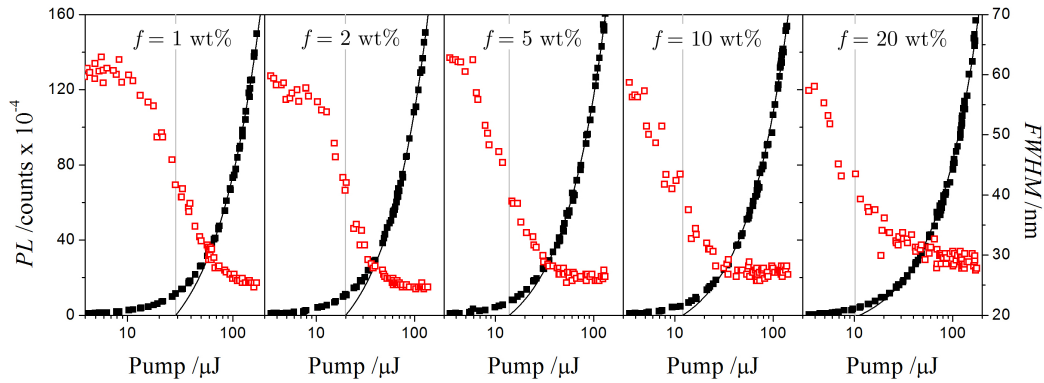 f = 1 wt%
f = 2 wt%
f = 5 wt%
f = 10 wt%
f = 20 wt%
PL /counts x 10⁻⁴
160
120
80
40
0
70
60
50
40
30
20
FWHM /nm
10 100
10 100
10 100
10 100
10 100
Pump /μJ
Pump /μJ
Pump /μJ
Pump /μJ
Pump /μJ